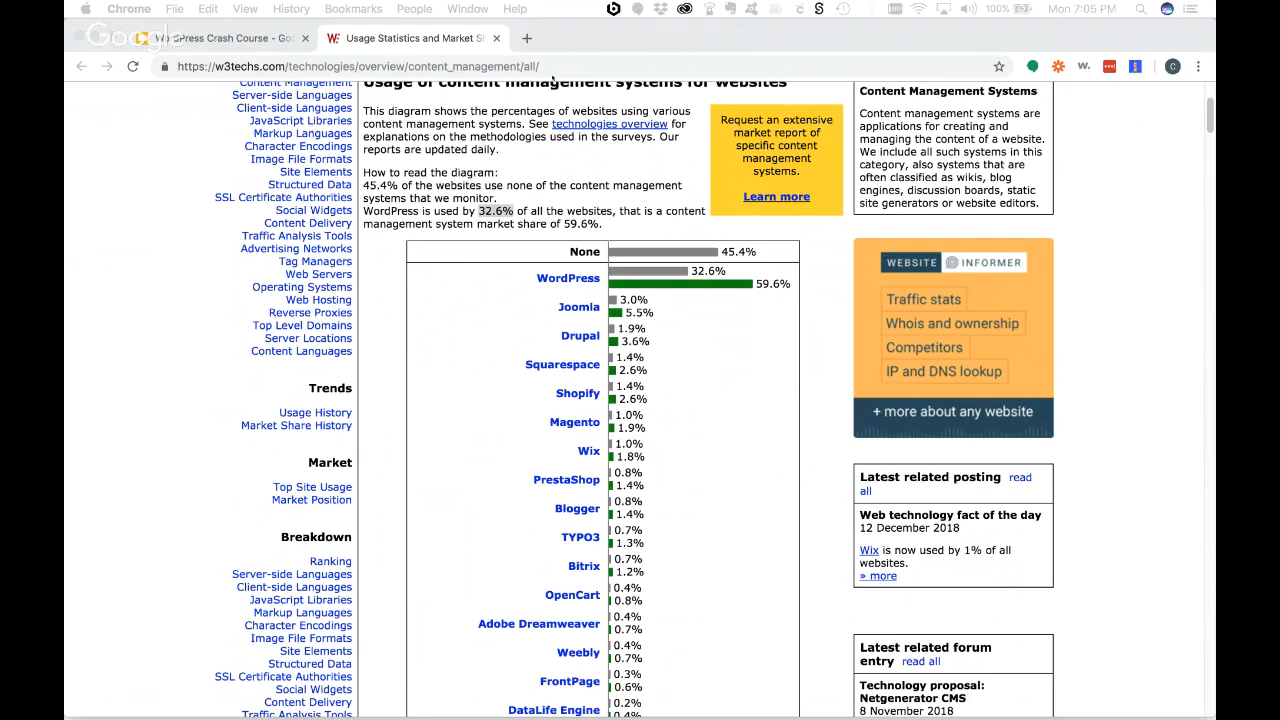 Chrome File Edit View History Bookmarks People Window Help 100% Mon 7:05 PM
Google
WordPress Crash Course - Go
Usage Statistics and Market S
https://w3techs.com/technologies/overview/content_management/all/
Content Management
Server-side Languages
Client-side Languages
JavaScript Libraries
Markup Languages
Character Encodings
Image File Formats
Site Elements
Structured Data
SSL Certificate Authorities
Social Widgets
Content Delivery
Traffic Analysis Tools
Advertising Networks
Tag Managers
Web Servers
Operating Systems
Web Hosting
Reverse Proxies
Top Level Domains
Server Locations
Content Languages
Trends
Usage History
Market Share History
Market
Top Site Usage
Market Position
Breakdown
Ranking
Server-side Languages
Client-side Languages
JavaScript Libraries
Markup Languages
Character Encodings
Image File Formats
Site Elements
Structured Data
SSL Certificate Authorities
Social Widgets
Content Delivery
Traffic Analysis Tools
Usage of content management systems for websites
This diagram shows the percentages of websites using various
content management systems. See technologies overview for
explanations on the methodologies used in the surveys. Our
reports are updated daily.
How to read the diagram:
45.4% of the websites use none of the content management
systems that we monitor.
WordPress is used by 32.6% of all the websites, that is a content
management system market share of 59.6%.
Request an extensive
market report of
specific content
management
systems.
Learn more
None 45.4%
WordPress 32.6%
59.6%
Joomla 3.0%
5.5%
Drupal 1.9%
3.6%
Squarespace 1.4%
2.6%
Shopify 1.4%
2.6%
Magento 1.0%
1.9%
Wix 1.0%
1.8%
PrestaShop 0.8%
1.4%
Blogger 0.8%
1.4%
TYPO3 0.7%
1.3%
Bitrix 0.7%
1.2%
OpenCart 0.4%
0.8%
Adobe Dreamweaver 0.4%
0.7%
Weebly 0.4%
0.7%
FrontPage 0.3%
0.6%
DataLife Engine 0.2%
0.4%
Content Management Systems
Content management systems are
applications for creating and
managing the content of a website.
We include all such systems in this
category, also systems that are
often classified as wikis, blog
engines, discussion boards, static
site generators or website editors.
WEBSITE INFORMER
Traffic stats
Whois and ownership
Competitors
IP and DNS lookup
+ more about any website
Latest related posting read
all
Web technology fact of the day
12 December 2018
Wix is now used by 1% of all
websites.
» more
Latest related forum
entry read all
Technology proposal:
Netgenerator CMS
8 November 2018